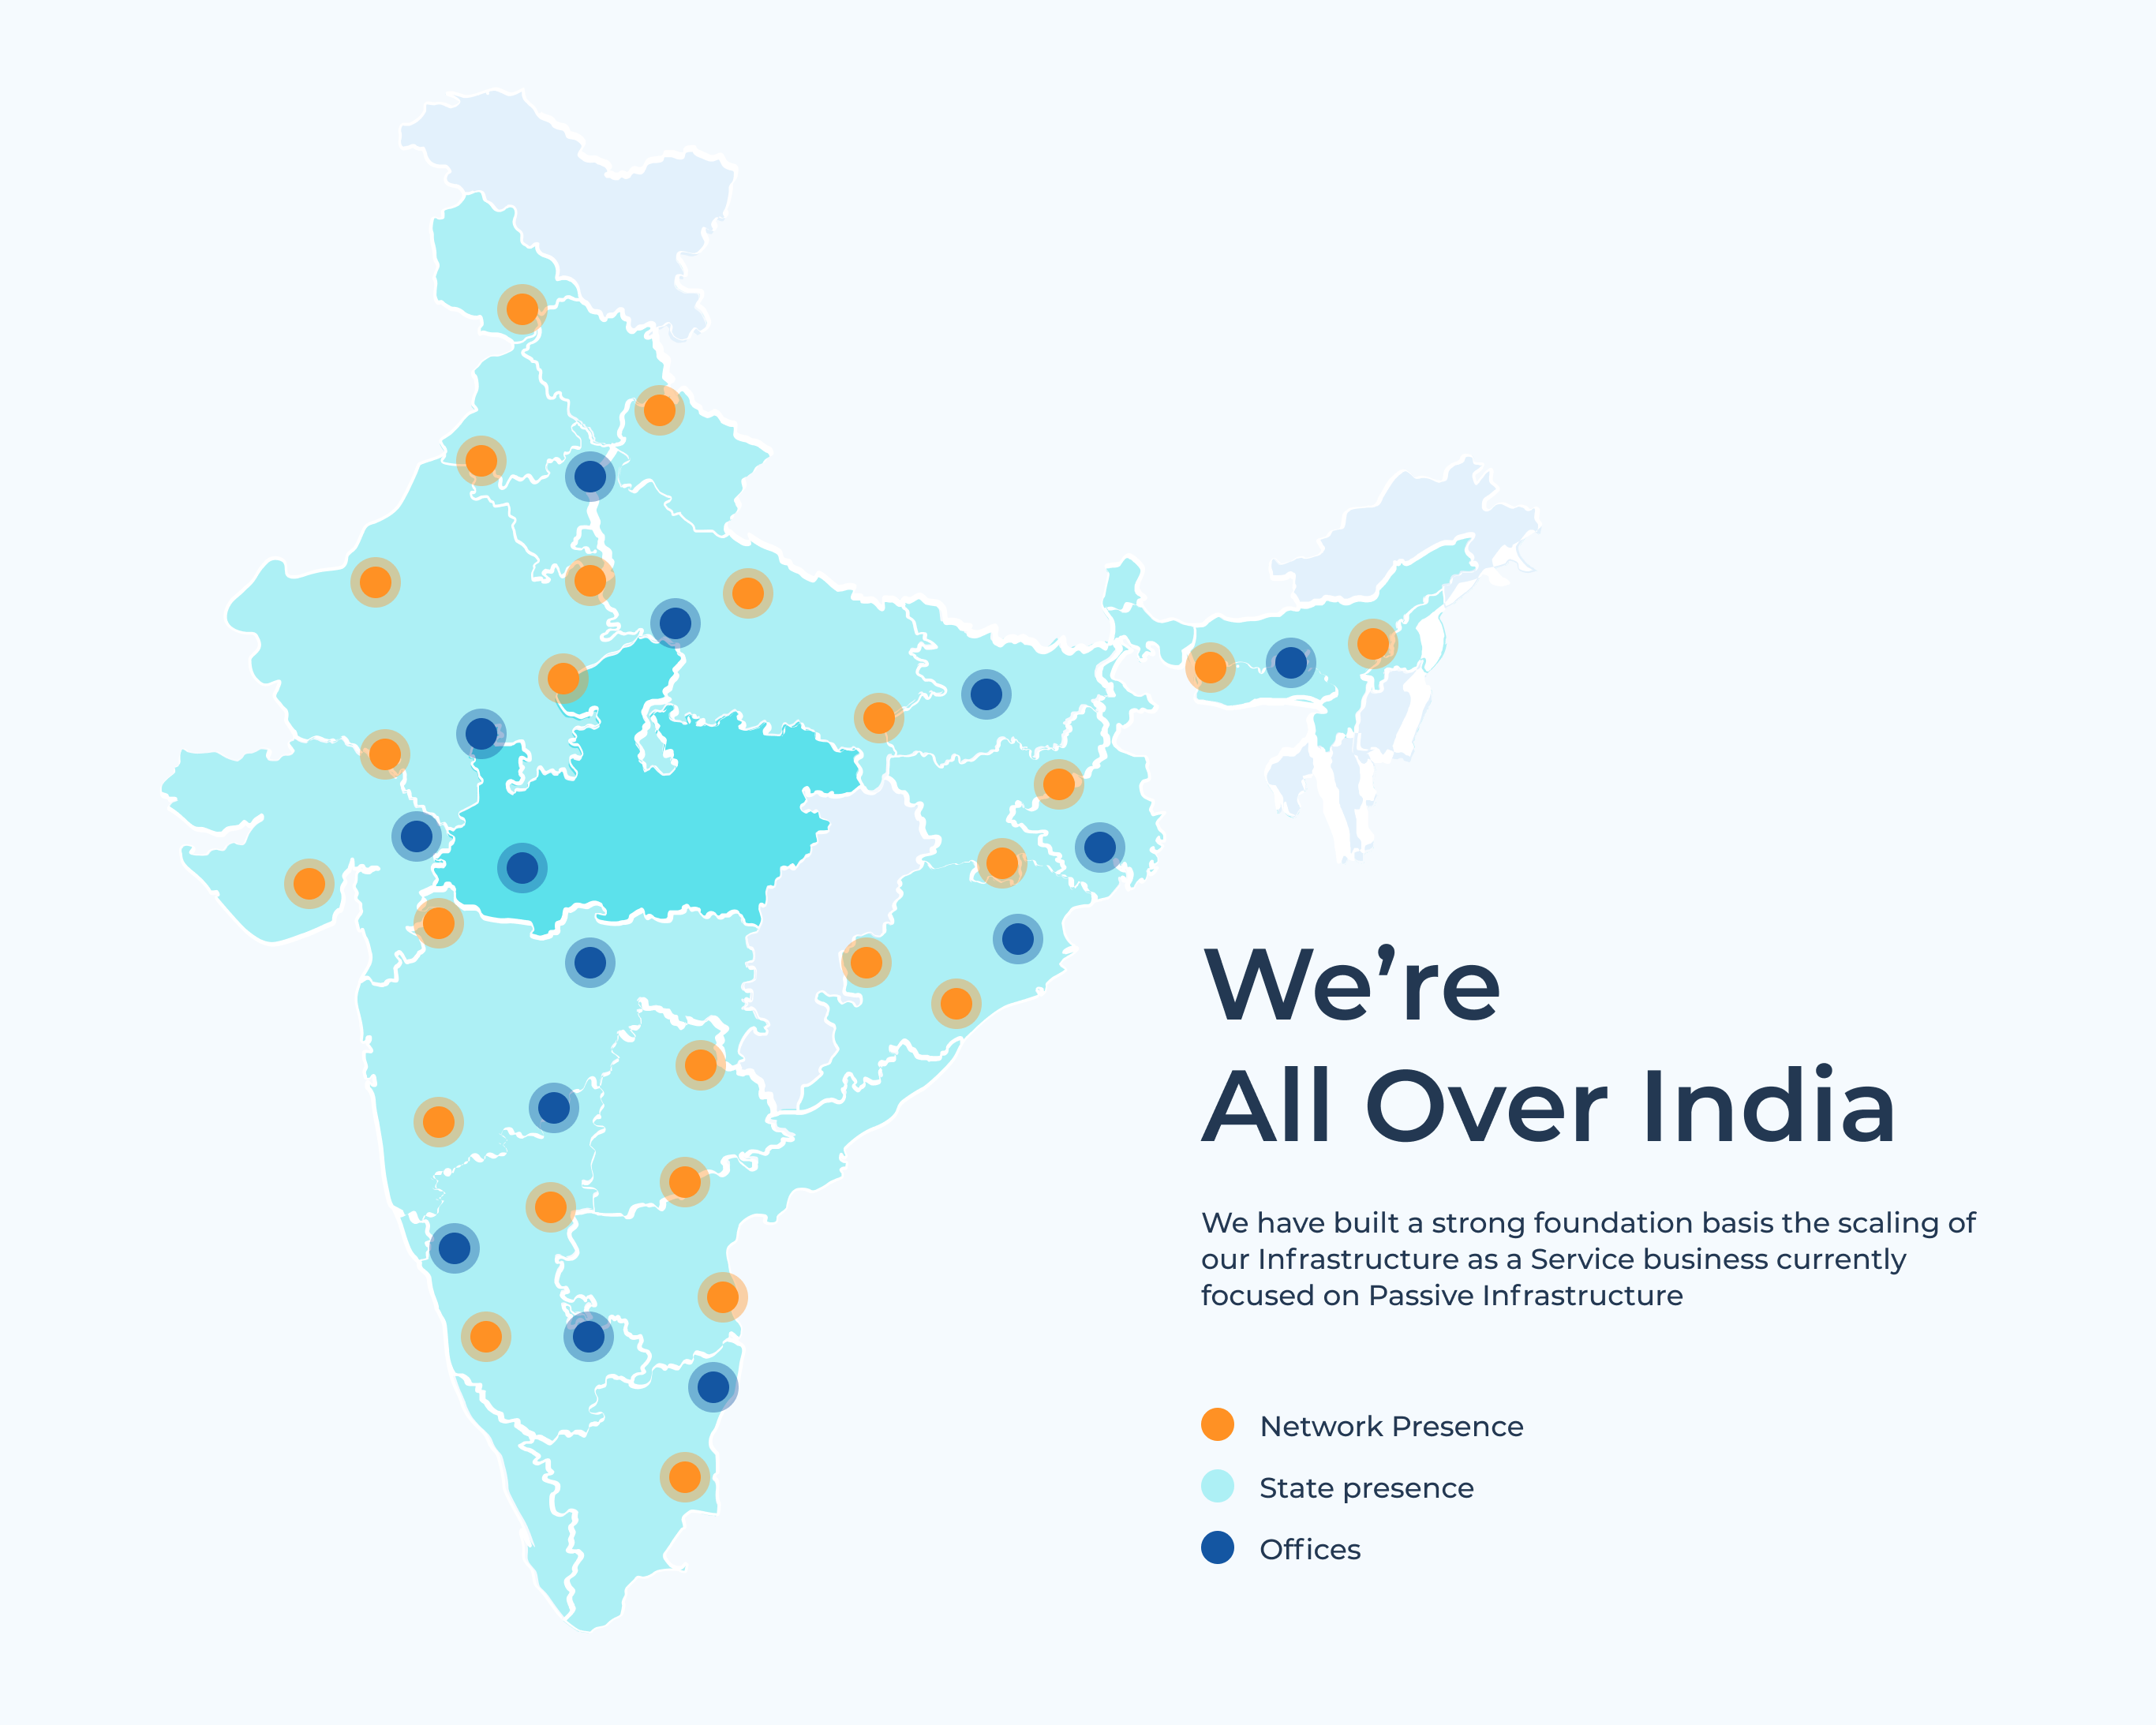 We’re
All Over India
We have built a strong foundation basis the scaling of
our Infrastructure as a Service business currently
focused on Passive Infrastructure
Network Presence
State presence
Offices